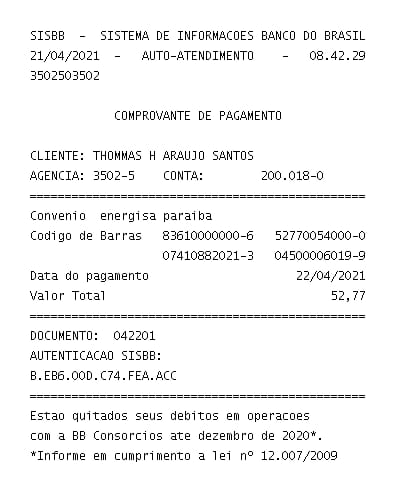 SISBB - SISTEMA DE INFORMACOES BANCO DO BRASIL
21/04/2021 - AUTO-ATENDIMENTO - 08.42.29
3502503502
COMPROVANTE DE PAGAMENTO
CLIENTE: THOMMAS H ARAUJO SANTOS
AGENCIA: 3502-5 CONTA: 200.018-0
================================================
Convenio energisa paraiba
Codigo de Barras 83610000000-6 52770054000-0
07410882021-3 04500006019-9
Data do pagamento 22/04/2021
Valor Total 52,77
================================================
DOCUMENTO: 042201
AUTENTICACAO SISBB:
B.EB6.00D.C74.FEA.ACC
================================================
Estao quitados seus debitos em operacoes
com a BB Consorcios ate dezembro de 2020*.
*Informe em cumprimento a lei nº 12.007/2009